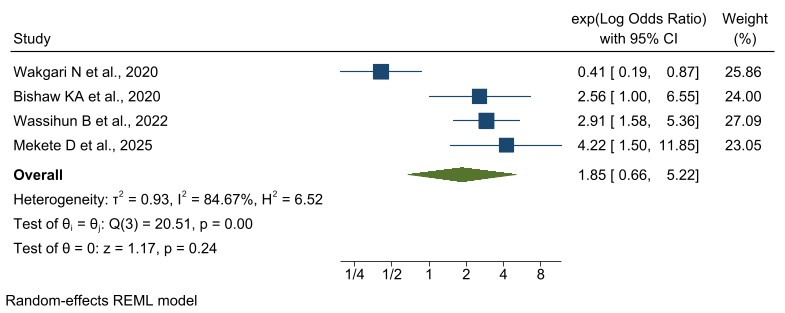 exp(Log Odds Ratio) Weight
Study with 95% CI (%)
Wakgari N et al., 2020 0.41 [ 0.19, 0.87] 25.86
Bishaw KA et al., 2020 2.56 [ 1.00, 6.55] 24.00
Wassihun B et al., 2022 2.91 [ 1.58, 5.36] 27.09
Mekete D et al., 2025 4.22 [ 1.50, 11.85] 23.05
Overall 1.85 [ 0.66, 5.22]
Heterogeneity: τ² = 0.93, I² = 84.67%, H² = 6.52
Test of θᵢ = θⱼ: Q(3) = 20.51, p = 0.00
Test of θ = 0: z = 1.17, p = 0.24
1/4 1/2 1 2 4 8
Random-effects REML model